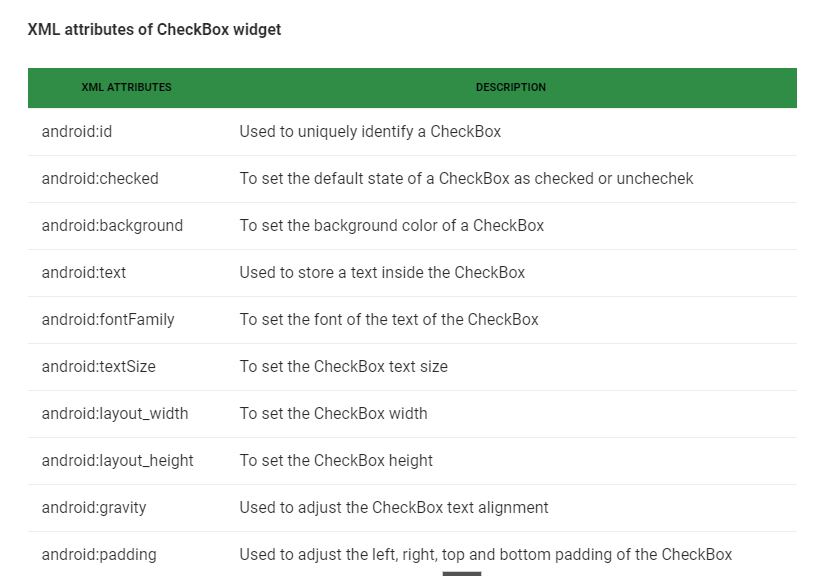 XML attributes of CheckBox widget
XML ATTRIBUTES DESCRIPTION
android:id Used to uniquely identify a CheckBox
android:checked To set the default state of a CheckBox as checked or unchechek
android:background To set the background color of a CheckBox
android:text Used to store a text inside the CheckBox
android:fontFamily To set the font of the text of the CheckBox
android:textSize To set the CheckBox text size
android:layout_width To set the CheckBox width
android:layout_height To set the CheckBox height
android:gravity Used to adjust the CheckBox text alignment
android:padding Used to adjust the left, right, top and bottom padding of the CheckBox